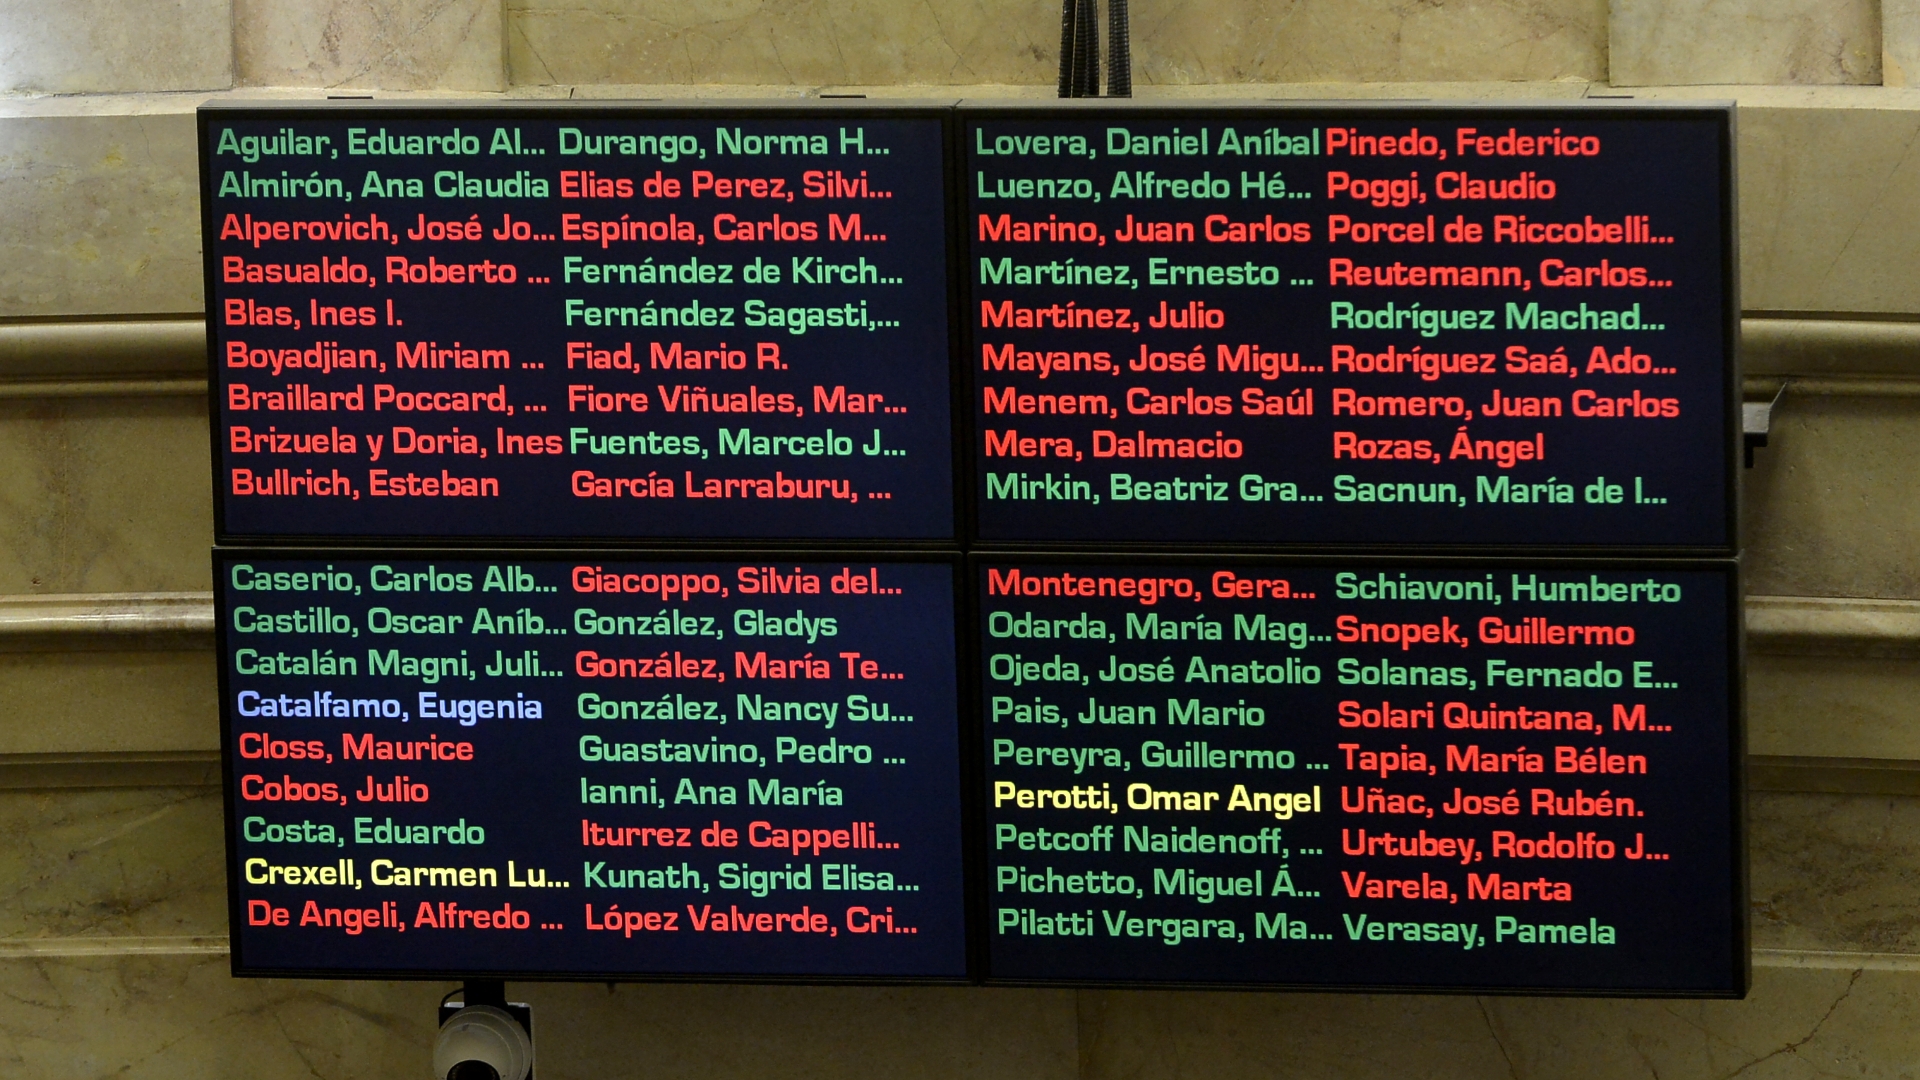 Aguilar, Eduardo Al...
Almirón, Ana Claudia
Alperovich, José Jo...
Basualdo, Roberto ...
Blas, Ines I.
Boyadjian, Miriam ...
Braillard Poccard, ...
Brizuela y Doria, Ines
Bullrich, Esteban
Durango, Norma H...
Elias de Perez, Silvi...
Espínola, Carlos M...
Fernández de Kirch...
Fernández Sagasti,...
Fiad, Mario R.
Fiore Viñuales, Mar...
Fuentes, Marcelo J...
García Larraburu, ...
Lovera, Daniel Aníbal
Luenzo, Alfredo Hé...
Marino, Juan Carlos
Martínez, Ernesto ...
Martínez, Julio
Mayans, José Migu...
Menem, Carlos Saúl
Mera, Dalmacio
Mirkin, Beatriz Gra...
Pinedo, Federico
Poggi, Claudio
Porcel de Riccobelli...
Reutemann, Carlos...
Rodríguez Machad...
Rodríguez Saá, Ado...
Romero, Juan Carlos
Rozas, Ángel
Sacnun, María de l...
Caserio, Carlos Alb...
Castillo, Oscar Aníb...
Catalán Magni, Juli...
Catalfamo, Eugenia
Closs, Maurice
Cobos, Julio
Costa, Eduardo
Crexell, Carmen Lu...
De Angeli, Alfredo ...
Giacoppo, Silvia del...
González, Gladys
González, María Te...
González, Nancy Su...
Guastavino, Pedro ...
Ianni, Ana María
Iturrez de Cappelli...
Kunath, Sigrid Elisa...
López Valverde, Cri...
Montenegro, Gera...
Odarda, María Mag...
Ojeda, José Anatolio
Pais, Juan Mario
Pereyra, Guillermo ...
Perotti, Omar Angel
Petcoff Naidenoff, ...
Pichetto, Miguel Á...
Pilatti Vergara, Ma...
Schiavoni, Humberto
Snopek, Guillermo
Solanas, Fernado E...
Solari Quintana, M...
Tapia, María Bélen
Uñac, José Rubén.
Urtubey, Rodolfo J...
Varela, Marta
Verasay, Pamela